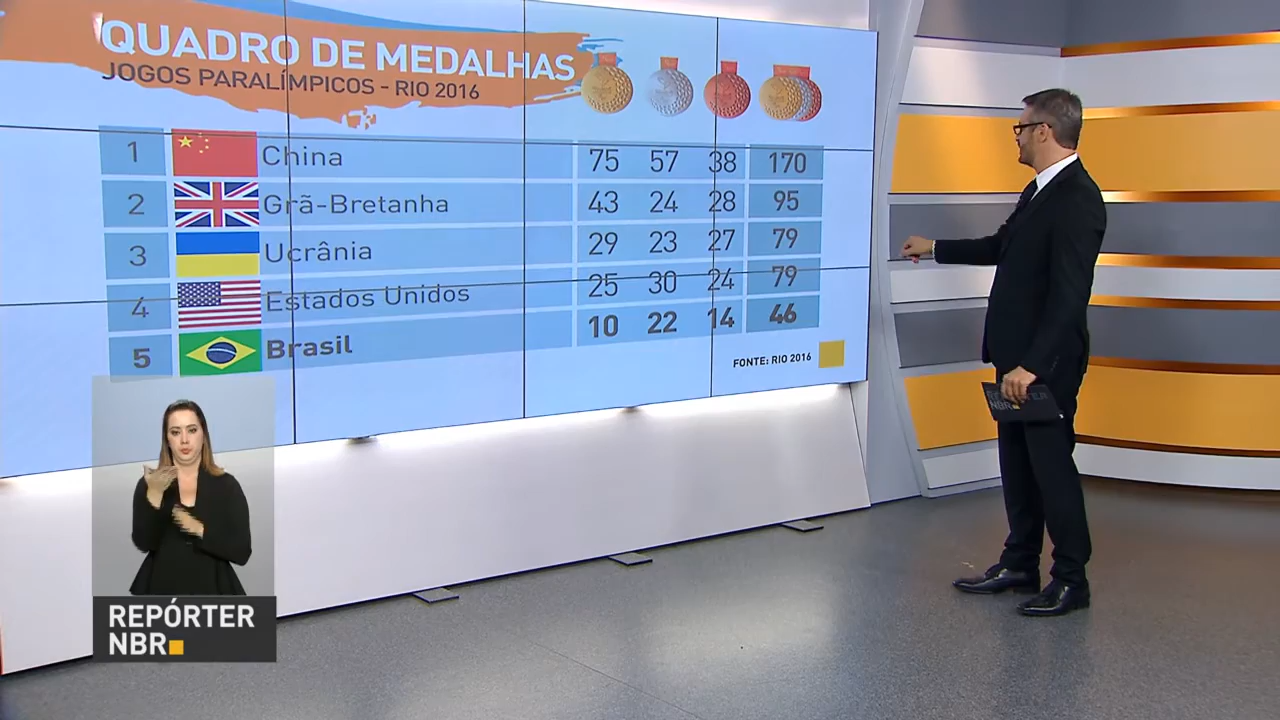 QUADRO DE MEDALHAS
JOGOS PARALÍMPICOS - RIO 2016
1 China 75 57 38 170
2 Grã-Bretanha 43 24 28 95
3 Ucrânia 29 23 27 79
4 Estados Unidos 25 30 24 79
5 Brasil 10 22 14 46
FONTE: RIO 2016
REPÓRTER
NBR
REPÓRTER
NBR